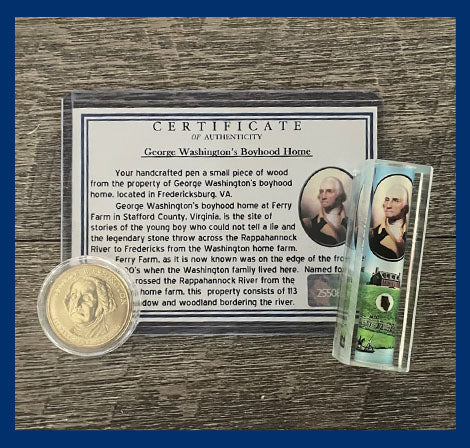 CERTIFICATE
OF AUTHENTICITY
George Washington's Boyhood Home
Your handcrafted pen a small piece of wood
from the property of George Washington's boyhood
home, located in Fredericksburg, VA.
George Washington's boyhood home at Ferry
Farm in Stafford County, Virginia, is the site of
stories of the young boy who could not tell a lie and
the legendary stone throw across the Rappahannock
River to Fredericks from the Washington home farm.
Ferry Farm, as it is now known was on the edge of the fro
00's when the Washington family lived here. Named fo
rossed the Rappahannock River from the
home farm, this property consists of 113
dow and woodland bordering the river.
2550